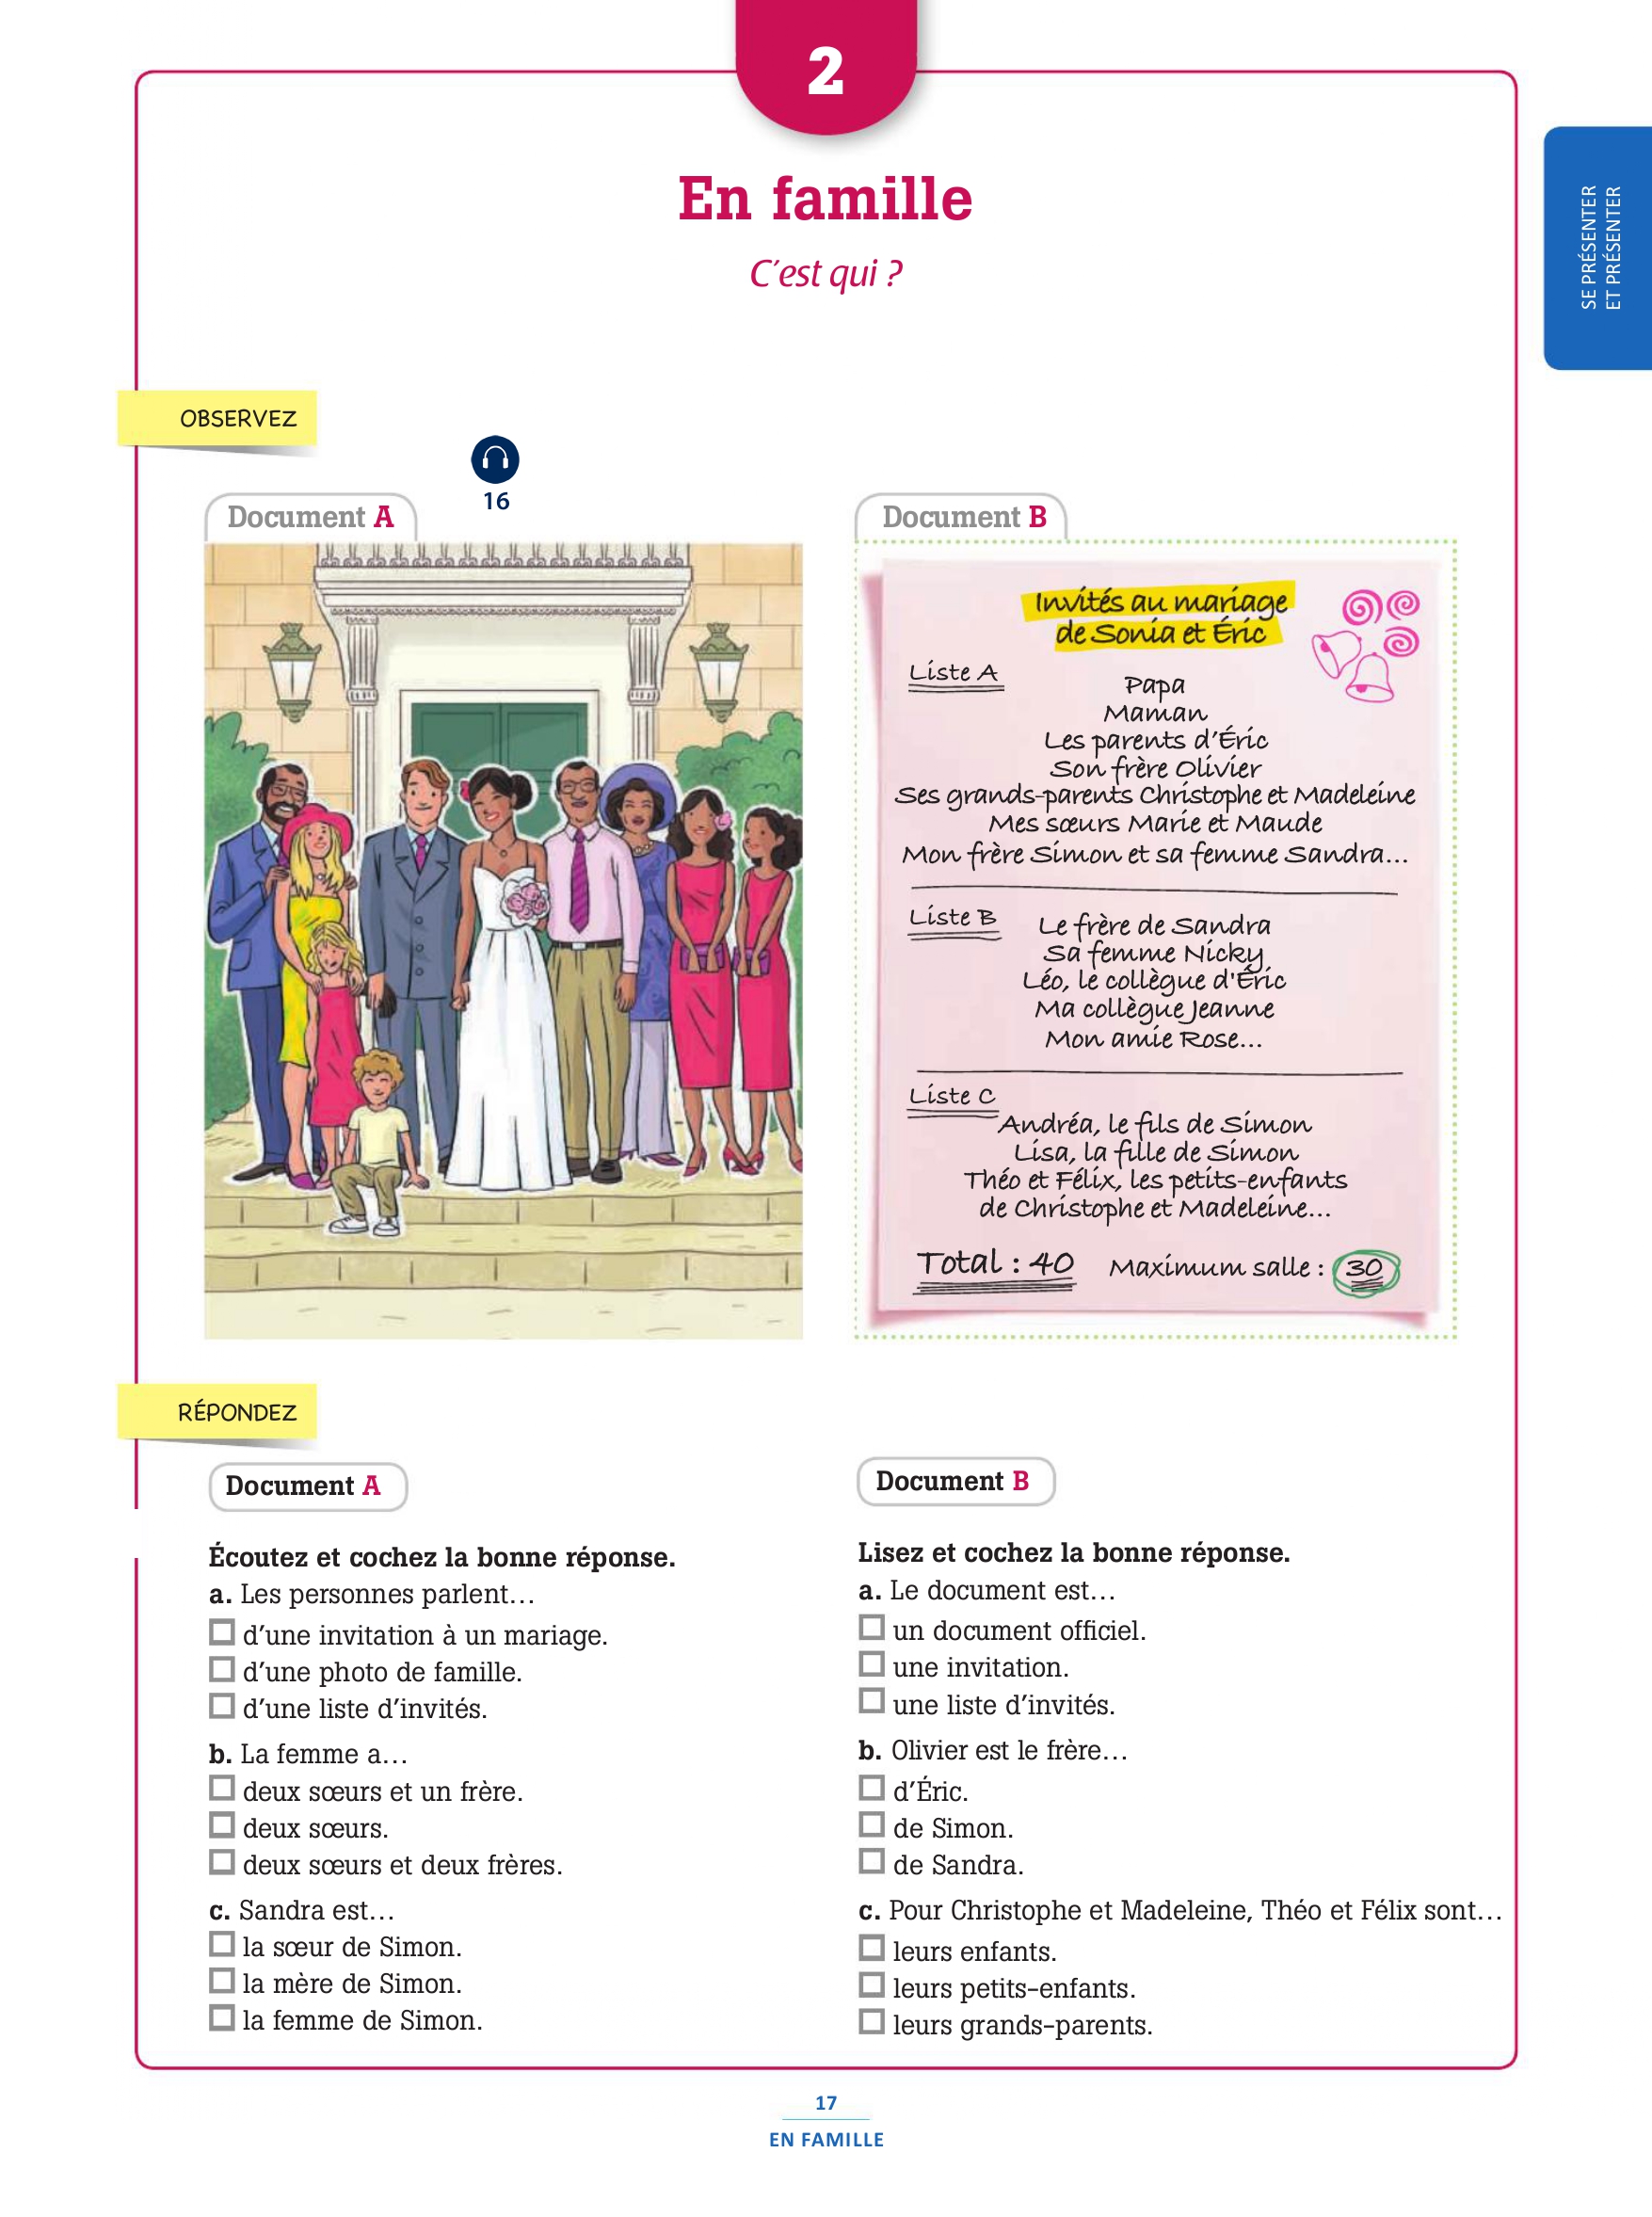 2
En famille
C'est qui ?
SE PRÉSENTER
ET PRÉSENTER
OBSERVEZ
16
Document A
Document B
Invités au mariage
de Sonia et Éric
Liste A
Papa
Maman
Les parents d'Éric
Son frère Olivier
Ses grands-parents Christophe et Madeleine
Mes sœurs Marie et Maude
Mon frère Simon et sa femme Sandra...
Liste B
Le frère de Sandra
Sa femme Nicky
Léo, le collègue d'Éric
Ma collègue Jeanne
Mon amie Rose...
Liste C
Andréa, le fils de Simon
Lisa, la fille de Simon
Théo et Félix, les petits-enfants
de Christophe et Madeleine...
Total : 40 Maximum salle : 30
RÉPONDEZ
Document A
Écoutez et cochez la bonne réponse.
a. Les personnes parlent...
d'une invitation à un mariage.
d'une photo de famille.
d'une liste d'invités.
b. La femme a...
deux sœurs et un frère.
deux sœurs.
deux sœurs et deux frères.
c. Sandra est...
la sœur de Simon.
la mère de Simon.
la femme de Simon.
Document B
Lisez et cochez la bonne réponse.
a. Le document est...
un document officiel.
une invitation.
une liste d'invités.
b. Olivier est le frère...
d'Éric.
de Simon.
de Sandra.
c. Pour Christophe et Madeleine, Théo et Félix sont...
leurs enfants.
leurs petits-enfants.
leurs grands-parents.
17
EN FAMILLE